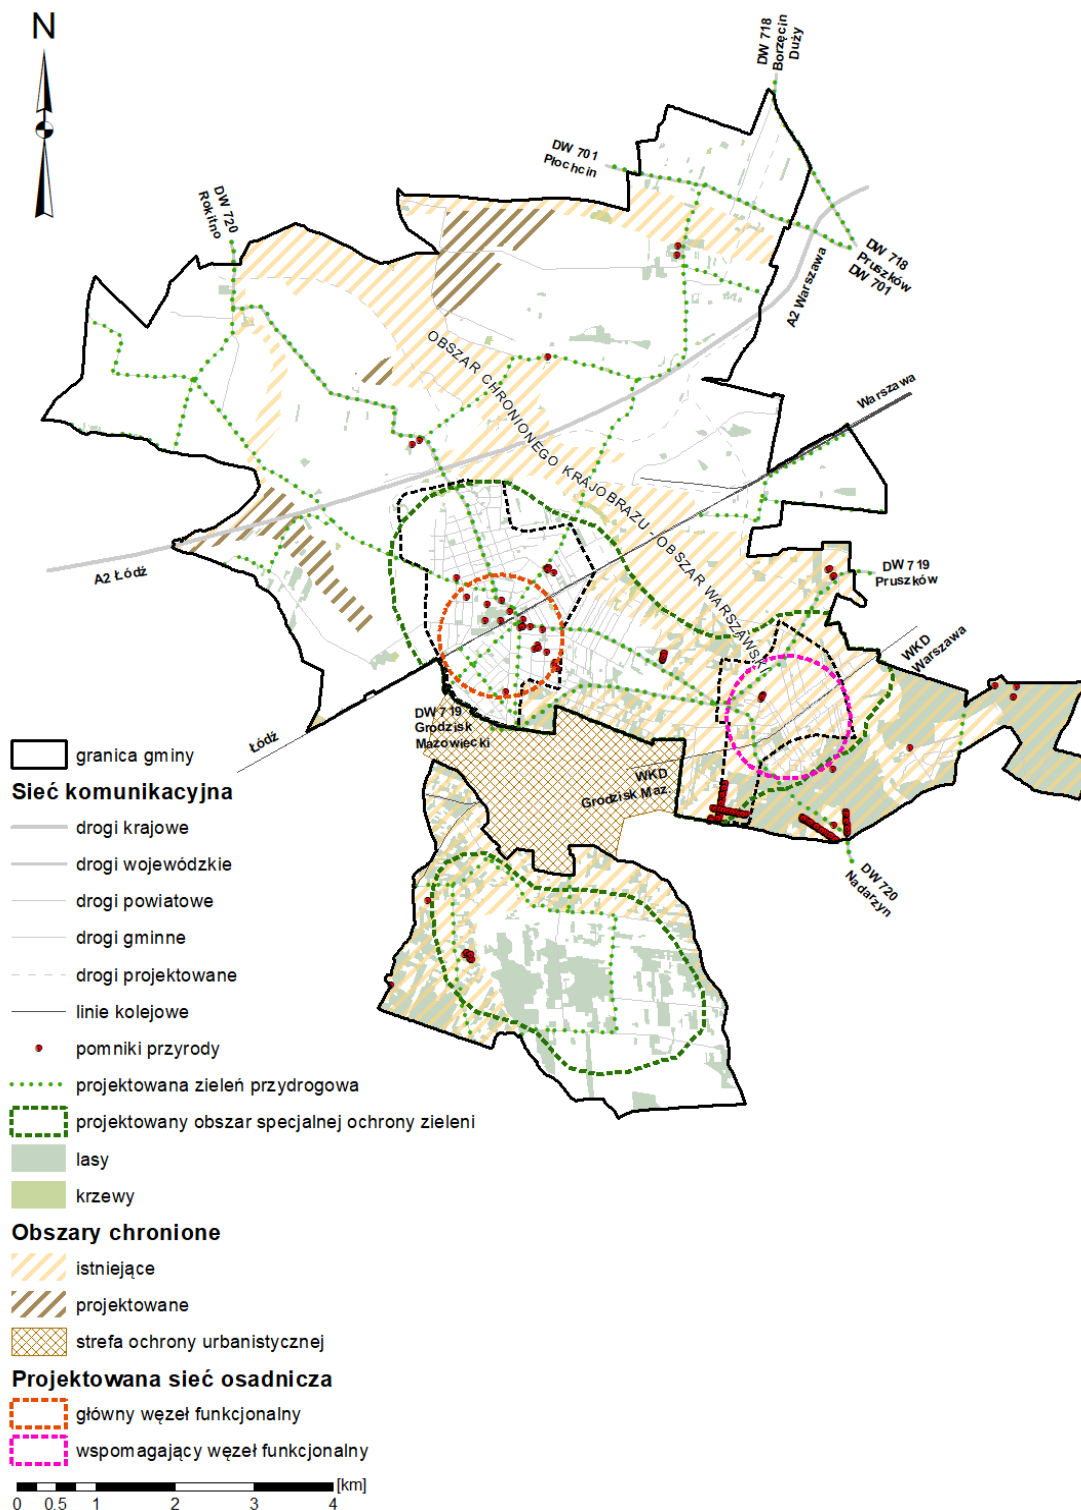 N
DW 718
Borzęcin
Duży
DW 701
Płochcin
DW 720
Rokitno
DW 718
Pruszków
DW 701
A2 Warszawa
OBSZAR CHRONIONEGO KRAJOBRAZU - OBSZAR WARSZAWSKI
Warszawa
A2 Łódź
DW 719
Pruszków
WKD
Warszawa
DW 719
Grodzisk
Mazowiecki
Łódź
WKD
Grodzisk Maz.
DW 720
Nadarzyn
granica gminy
Sieć komunikacyjna
drogi krajowe
drogi wojewódzkie
drogi powiatowe
drogi gminne
drogi projektowane
linie kolejowe
pomniki przyrody
projektowana zieleń przydrogowa
projektowany obszar specjalnej ochrony zieleni
lasy
krzewy
Obszary chronione
istniejące
projektowane
strefa ochrony urbanistycznej
Projektowana sieć osadnicza
główny węzeł funkcjonalny
wspomagający węzeł funkcjonalny
[km]
0 0.5 1 2 3 4